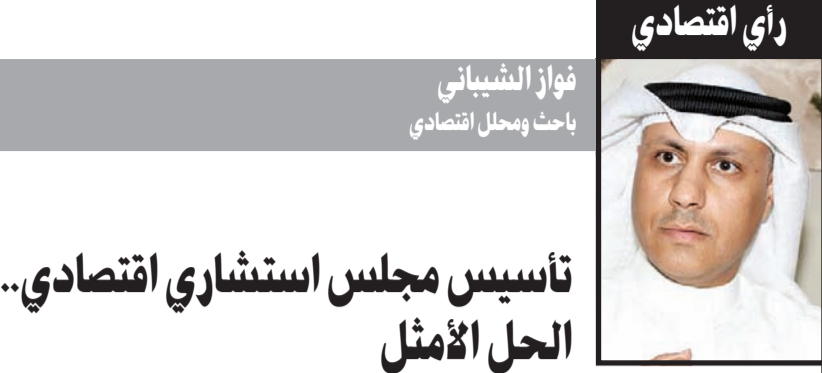 رأي اقتصادي
فواز الشيباني
باحث ومحلل اقتصادي
تأسيس مجلس استشاري اقتصادي..
الحل الأمثل